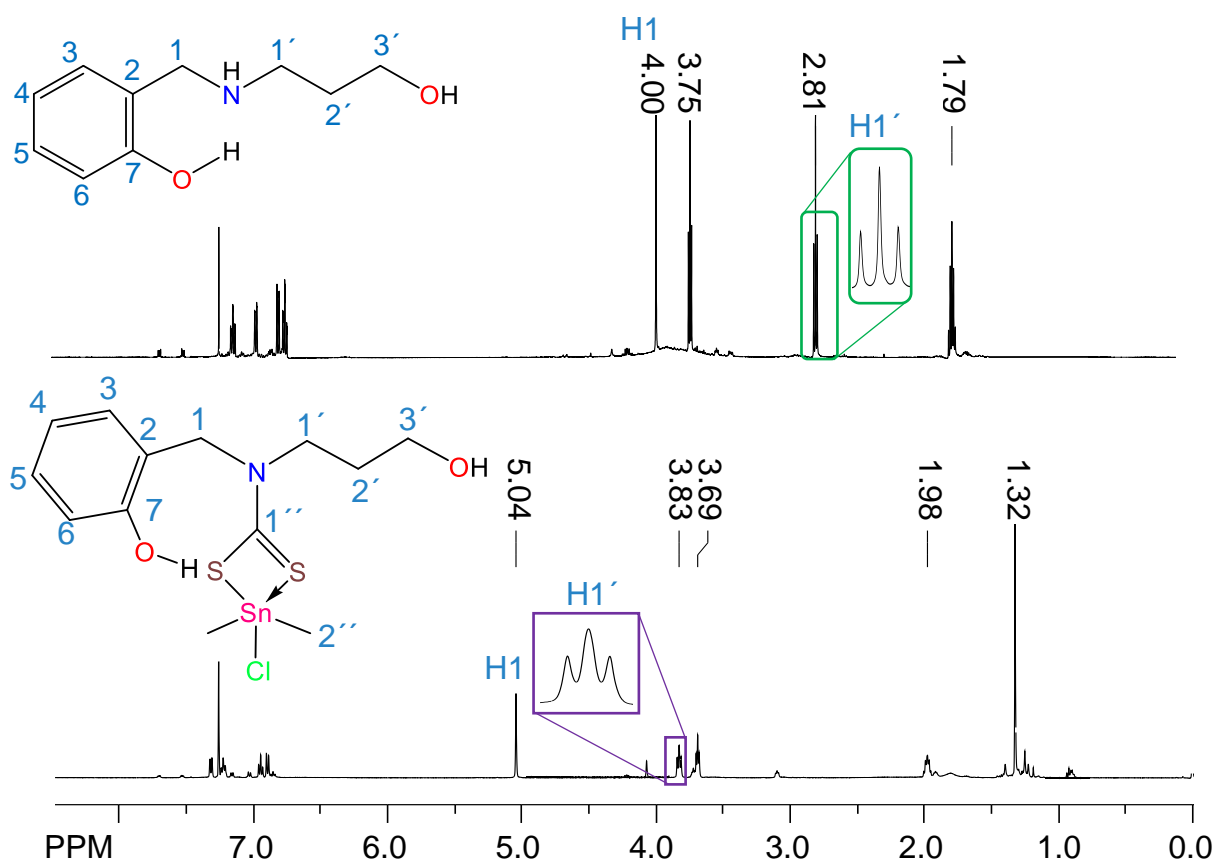 3 1 H 1´ 3´
H1
4.00 3.75 2.81 1.79
4 2 N OH
2´
H1´
5 H
7 O
6
3
4 1 1´ 3´
2
N OH
5 2´
5.04 3.83 3.69 1.98 1.32
7
6 1´´
O H S S
H1´
Sn
2´´
Cl H1
PPM 7.0 6.0 5.0 4.0 3.0 2.0 1.0 0.0